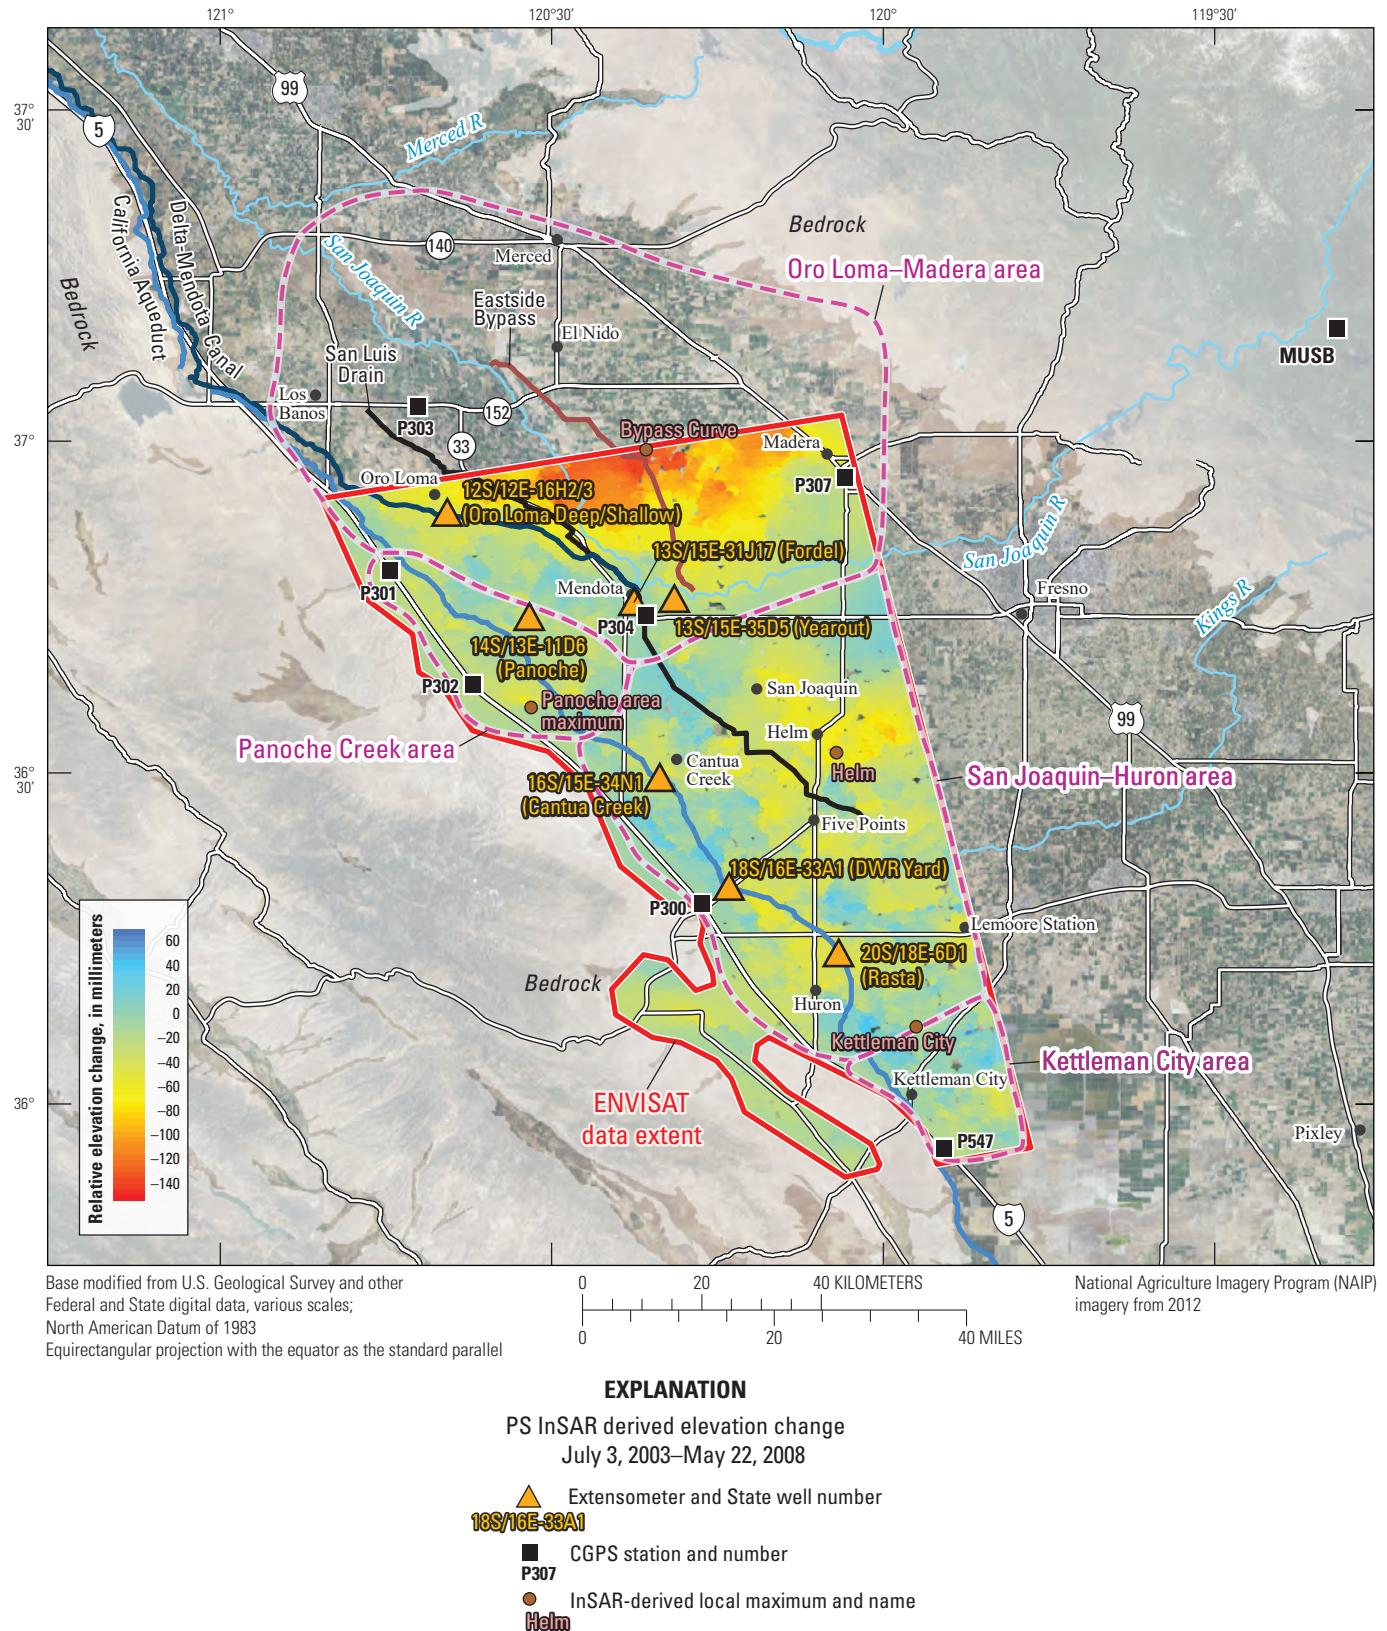 121°
120°30′
120°
119°30′
37°
30′
99
5
Merced R
Bedrock
140
Merced
Oro Loma–Madera area
California Aqueduct
Delta-Mendota Canal
San Joaquin R
Bedrock
Eastside
Bypass
El Nido
MUSB
San Luis
Drain
Los
Banos
P303
152
33
37°
Bypass Curve
Madera
P307
Oro Loma
12S/12E-16H2/3
(Oro Loma Deep/Shallow)
13S/15E-31J17 (Fordel)
San Joaquin R
Kings R
P301
Mendota
Fresno
P304
13S/15E-35D5 (Yearout)
14S/13E-11D6
(Panoche)
P302
San Joaquin
Panoche area
maximum
99
Helm
Panoche Creek area
Helm
Cantua
Creek
San Joaquin–Huron area
36°
30′
16S/15E-34N1
(Cantua Creek)
Five Points
18S/16E-33A1 (DWR Yard)
P300
Lemoore Station
20S/18E-6D1
(Rasta)
Bedrock
Huron
Kettleman City
Kettleman City area
Kettleman City
36°
ENVISAT
data extent
P547
Pixley
5
Relative elevation change, in millimeters
60
40
20
0
–20
–40
–60
–80
–100
–120
–140
Base modified from U.S. Geological Survey and other
Federal and State digital data, various scales;
North American Datum of 1983
Equirectangular projection with the equator as the standard parallel
0 20 40 KILOMETERS
0 20 40 MILES
National Agriculture Imagery Program (NAIP)
imagery from 2012
EXPLANATION
PS InSAR derived elevation change
July 3, 2003–May 22, 2008
Extensometer and State well number
18S/16E-33A1
CGPS station and number
P307
InSAR-derived local maximum and name
Helm